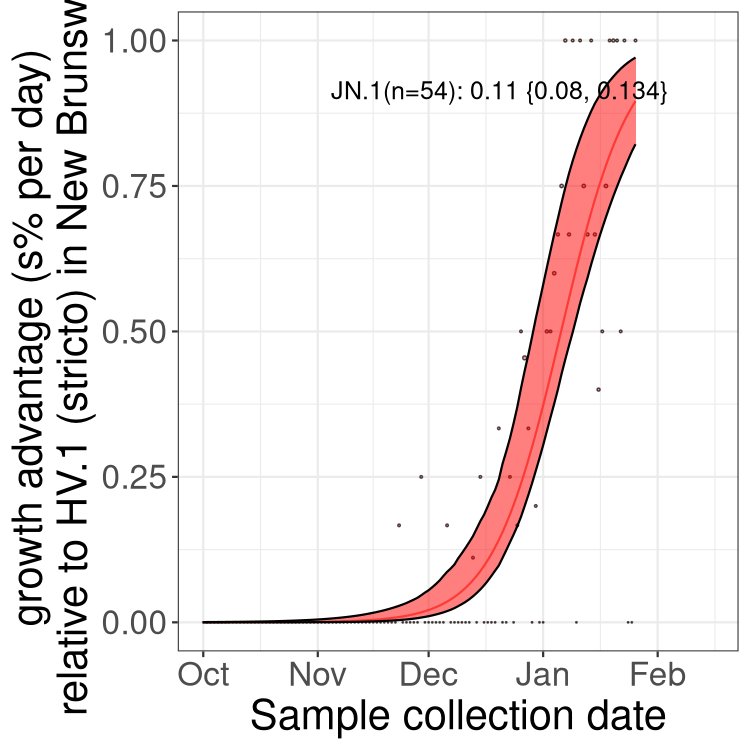 growth advantage (s% per day)
relative to HV.1 (stricto) in New Brunsw
1.00
0.75
0.50
0.25
0.00
JN.1(n=54): 0.11 {0.08, 0.134}
Oct Nov Dec Jan Feb
Sample collection date